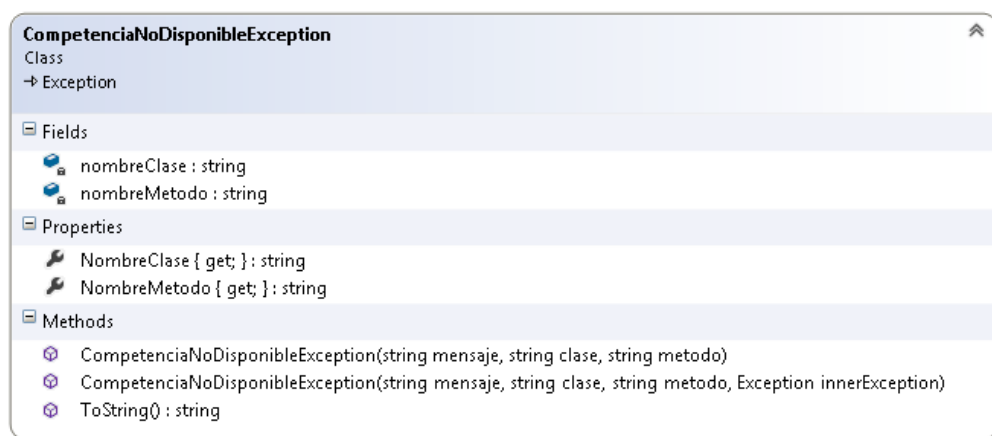 CompetenciaNoDisponibleException
Class
Exception
Fields
nombreClase : string
nombreMetodo : string
Properties
NombreClase { get; } : string
NombreMetodo { get; } : string
Methods
CompetenciaNoDisponibleException(string mensaje, string clase, string metodo)
CompetenciaNoDisponibleException(string mensaje, string clase, string metodo, Exception innerException)
ToString() : string